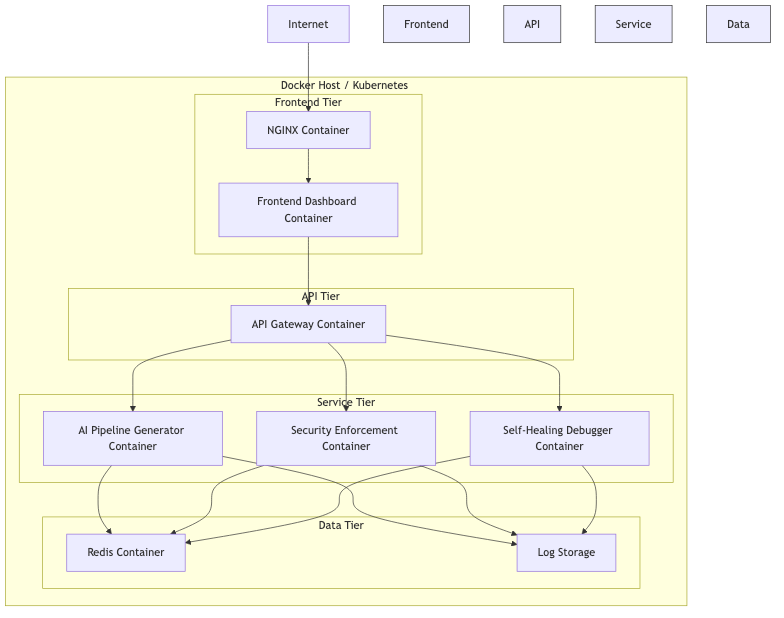 Internet
Frontend
API
Service
Data
Docker Host / Kubernetes
Frontend Tier
NGINX Container
Frontend Dashboard
Container
API Tier
API Gateway Container
Service Tier
AI Pipeline Generator
Container
Security Enforcement
Container
Self-Healing Debugger
Container
Data Tier
Redis Container
Log Storage